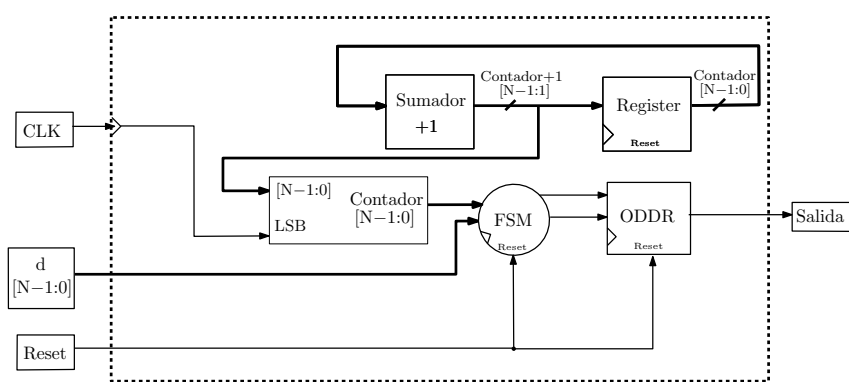 Sumador
+1
Contador+1
[N−1:1]
Register
Reset
Contador
[N−1:0]
CLK
[N−1:0]
LSB
Contador
[N−1:0]
FSM
Reset
ODDR
Reset
Salida
d
[N−1:0]
Reset